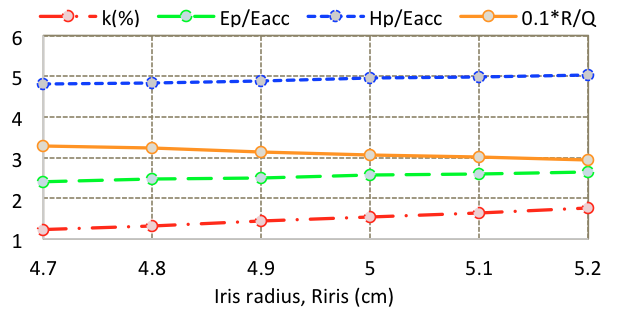 k(%) Ep/Eacc Hp/Eacc 0.1*R/Q
6
5
4
3
2
1
4.7 4.8 4.9 5 5.1 5.2
Iris radius, Riris (cm)